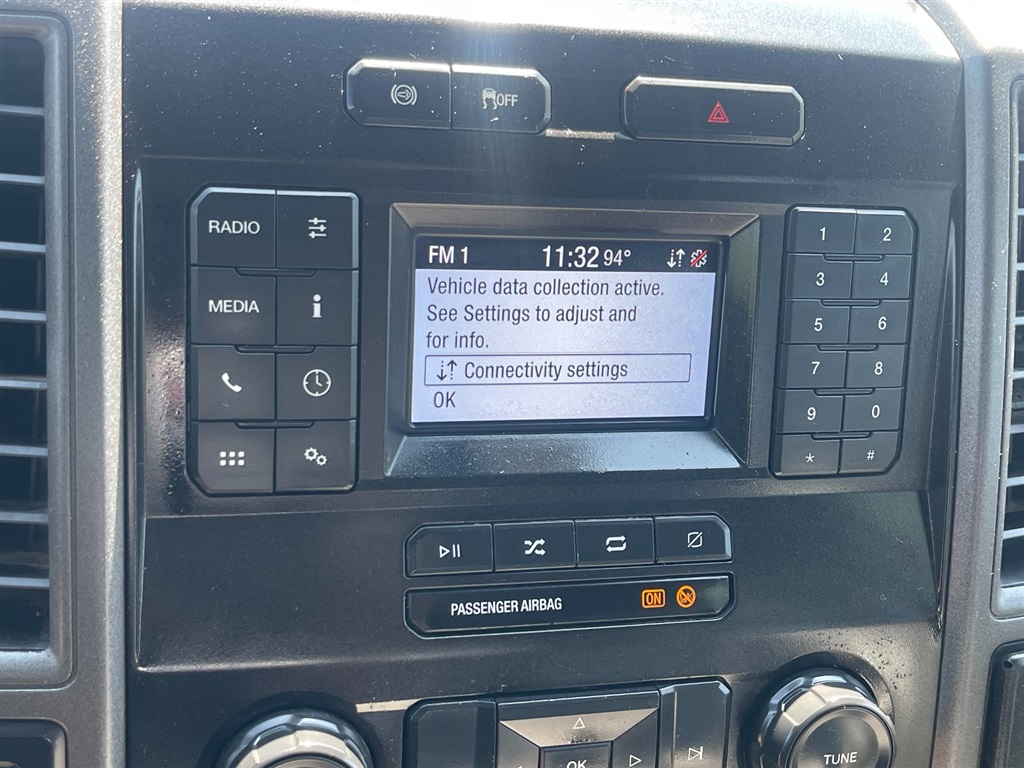 OFF
RADIO
MEDIA
FM 1 11:32 94°
Vehicle data collection active.
See Settings to adjust and
for info.
Connectivity settings
OK
1 2
3 4
5 6
7 8
9 0
* #
PASSENGER AIRBAG ON
OK
TUNE